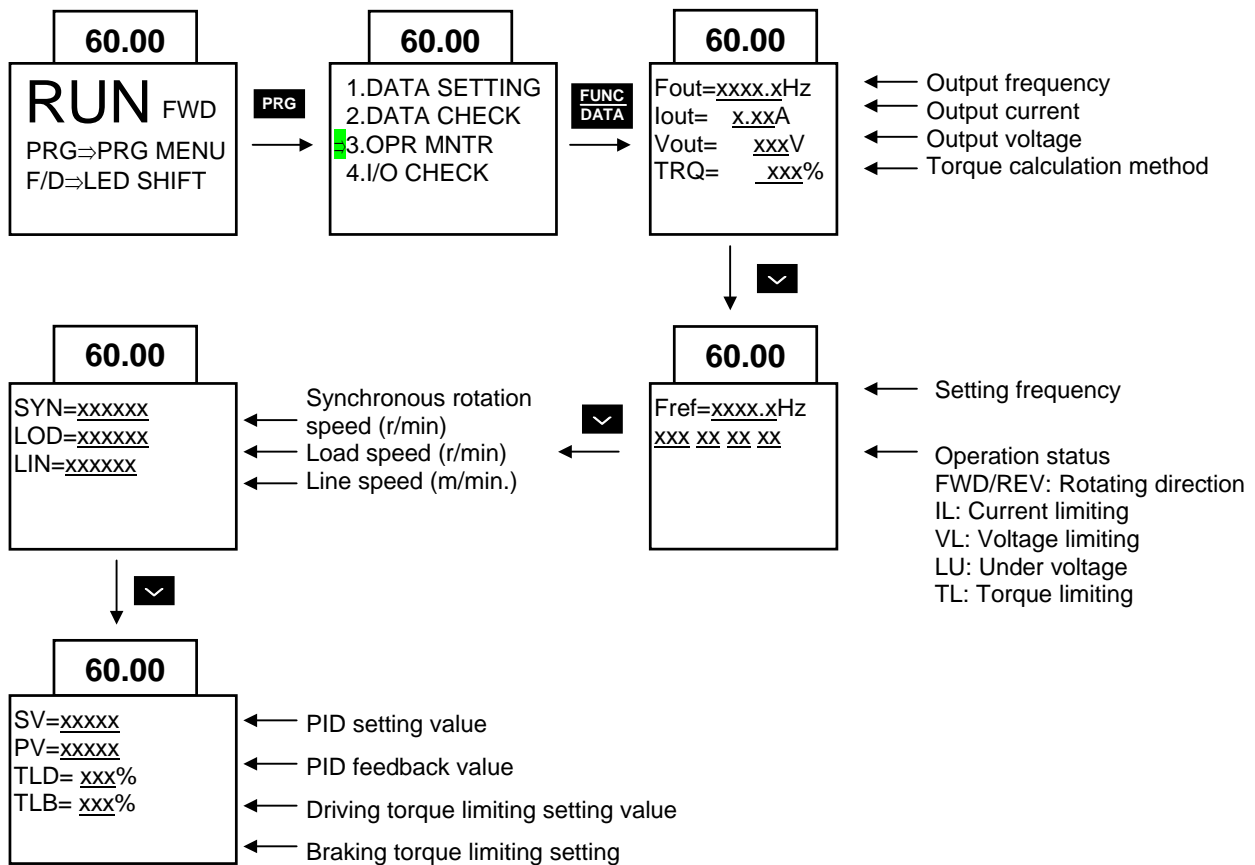 60.00
RUN FWD
PRG⇒PRG MENU
F/D⇒LED SHIFT
PRG
60.00
1.DATA SETTING
2.DATA CHECK
⇒3.OPR MNTR
4.I/O CHECK
FUNC
DATA
60.00
Fout=xxxx.xHz
Iout= x.xxA
Vout= xxxV
TRQ= xxx%
Output frequency
Output current
Output voltage
Torque calculation method
60.00
Fref=xxxx.xHz
xxx xx xx xx
Setting frequency
Operation status
FWD/REV: Rotating direction
IL: Current limiting
VL: Voltage limiting
LU: Under voltage
TL: Torque limiting
60.00
SYN=xxxxxx
LOD=xxxxxx
LIN=xxxxxx
Synchronous rotation
speed (r/min)
Load speed (r/min)
Line speed (m/min.)
60.00
SV=xxxxx
PV=xxxxx
TLD= xxx%
TLB= xxx%
PID setting value
PID feedback value
Driving torque limiting setting value
Braking torque limiting setting